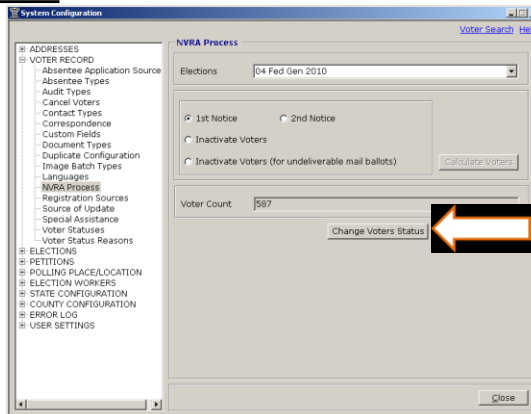 System Configuration
Voter Search He
ADDRESSES
VOTER RECORD
Absentee Application Source
Absentee Types
Audit Types
Cancel Voters
Contact Types
Correspondence
Custom Fields
Document Types
Duplicate Configuration
Image Batch Types
Languages
NVRA Process
Registration Sources
Source of Update
Special Assistance
Voter Statuses
Voter Status Reasons
ELECTIONS
PETITIONS
POLLING PLACE/LOCATION
ELECTION WORKERS
STATE CONFIGURATION
COUNTY CONFIGURATION
ERROR LOG
USER SETTINGS
NVRA Process
Elections 04 Fed Gen 2010
1st Notice 2nd Notice
Inactivate Voters
Inactivate Voters (for undeliverable mail ballots) Calculate Voters
Voter Count 587
Change Voters Status
Close